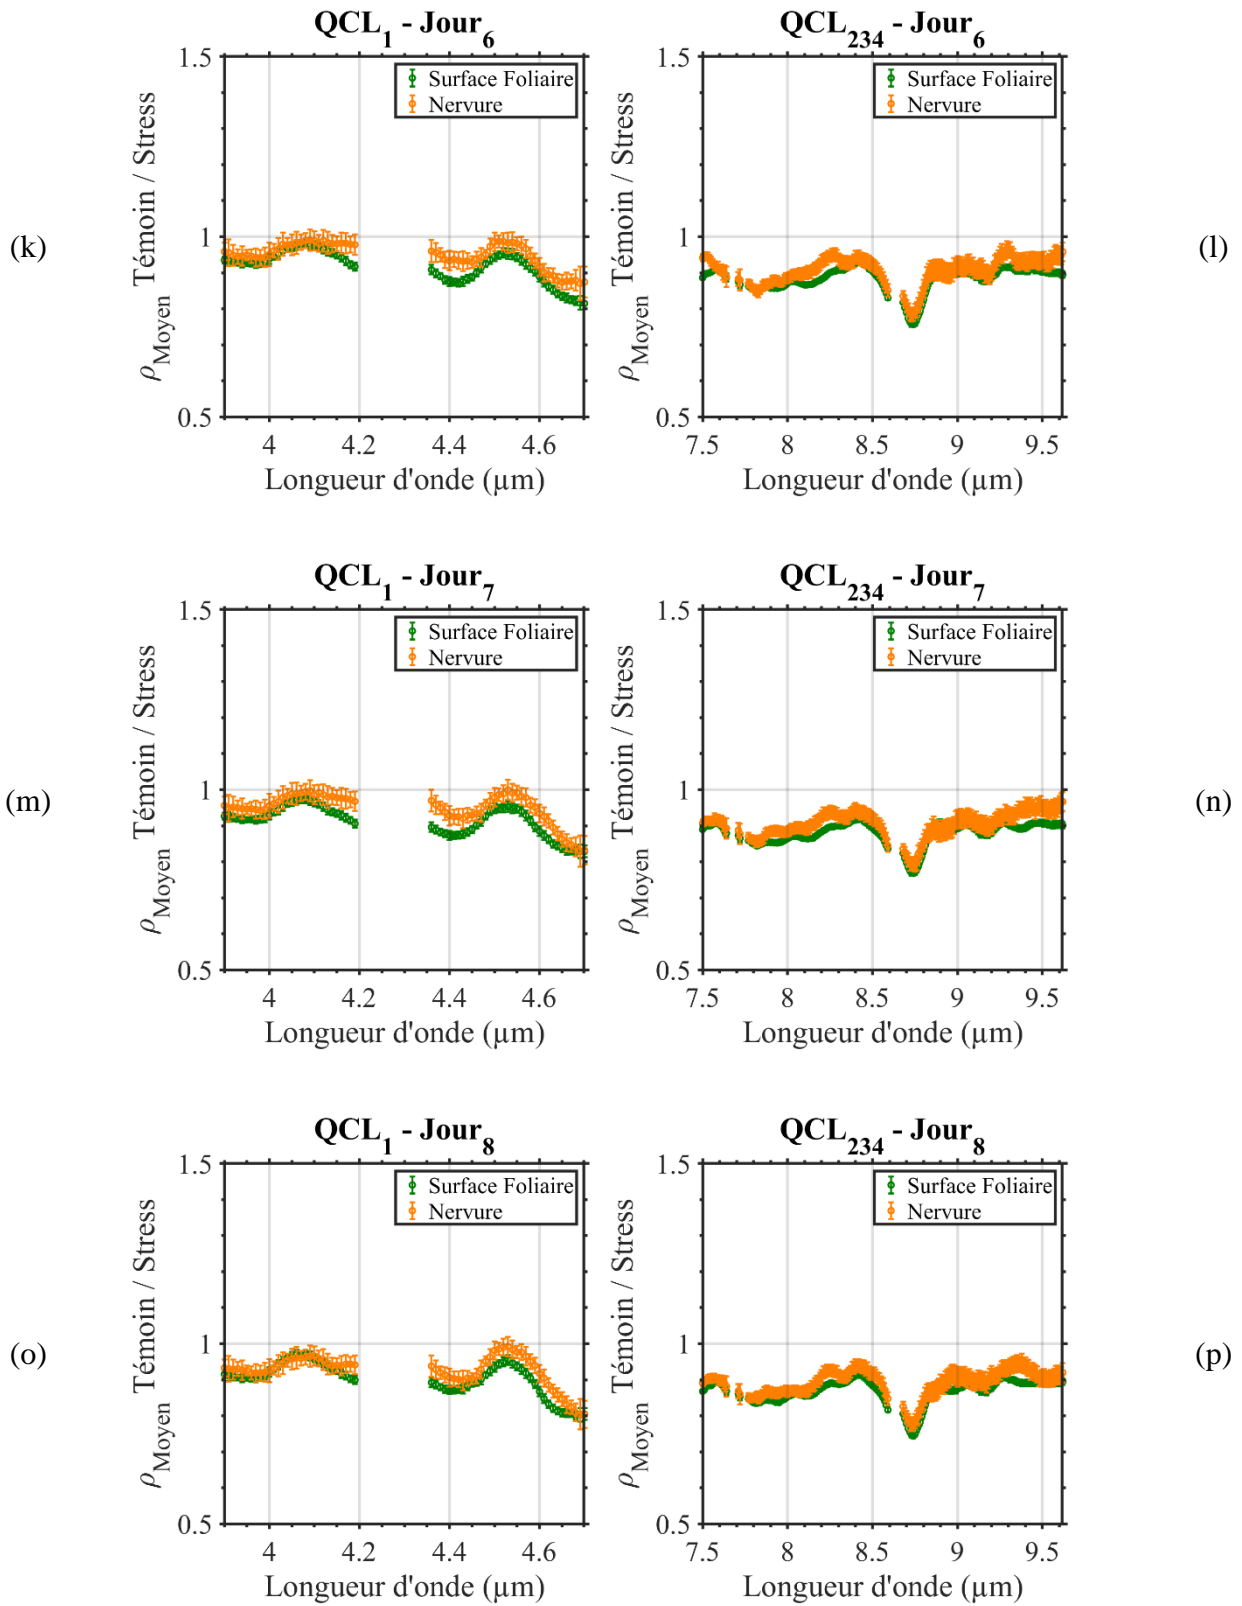 QCL1 - Jour6
QCL234 - Jour6
1.5
Surface Foliaire
Nervure
1
0.5
ρMoyen Témoin / Stress
4 4.2 4.4 4.6
Longueur d'onde (µm)
(k)
1.5
Surface Foliaire
Nervure
1
0.5
ρMoyen Témoin / Stress
7.5 8 8.5 9 9.5
Longueur d'onde (µm)
(l)
QCL1 - Jour7
QCL234 - Jour7
1.5
Surface Foliaire
Nervure
1
0.5
ρMoyen Témoin / Stress
4 4.2 4.4 4.6
Longueur d'onde (µm)
(m)
1.5
Surface Foliaire
Nervure
1
0.5
ρMoyen Témoin / Stress
7.5 8 8.5 9 9.5
Longueur d'onde (µm)
(n)
QCL1 - Jour8
QCL234 - Jour8
1.5
Surface Foliaire
Nervure
1
0.5
ρMoyen Témoin / Stress
4 4.2 4.4 4.6
Longueur d'onde (µm)
(o)
1.5
Surface Foliaire
Nervure
1
0.5
ρMoyen Témoin / Stress
7.5 8 8.5 9 9.5
Longueur d'onde (µm)
(p)